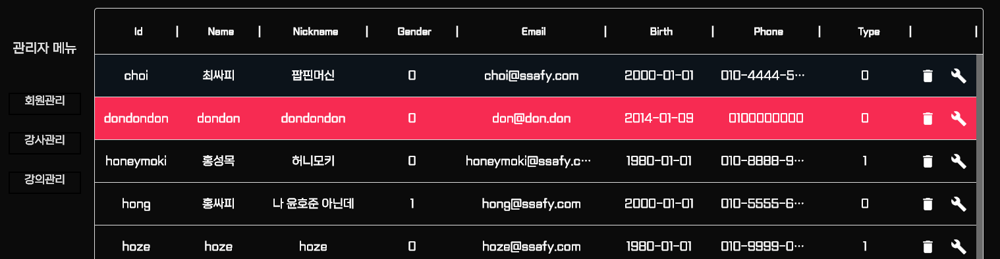 관리자 메뉴
회원관리
강사관리
강의관리
Id | Name | Nickname | Gender | Email | Birth | Phone | Type | |
choi 최싸피 팝핀머신 0 choi@ssafy.com 2000-01-01 010-4444-5... 0
dondondon dondon dondondon 0 don@don.don 2014-01-09 0100000000 0
honeymoki 홍성목 허니모키 0 honeymoki@ssafy.c... 1980-01-01 010-8888-9... 1
hong 홍싸피 나 윤호준 아닌데 1 hong@ssafy.com 2000-01-01 010-5555-6... 0
hoze hoze hoze 0 hoze@ssafy.com 1980-01-01 010-9999-0... 1